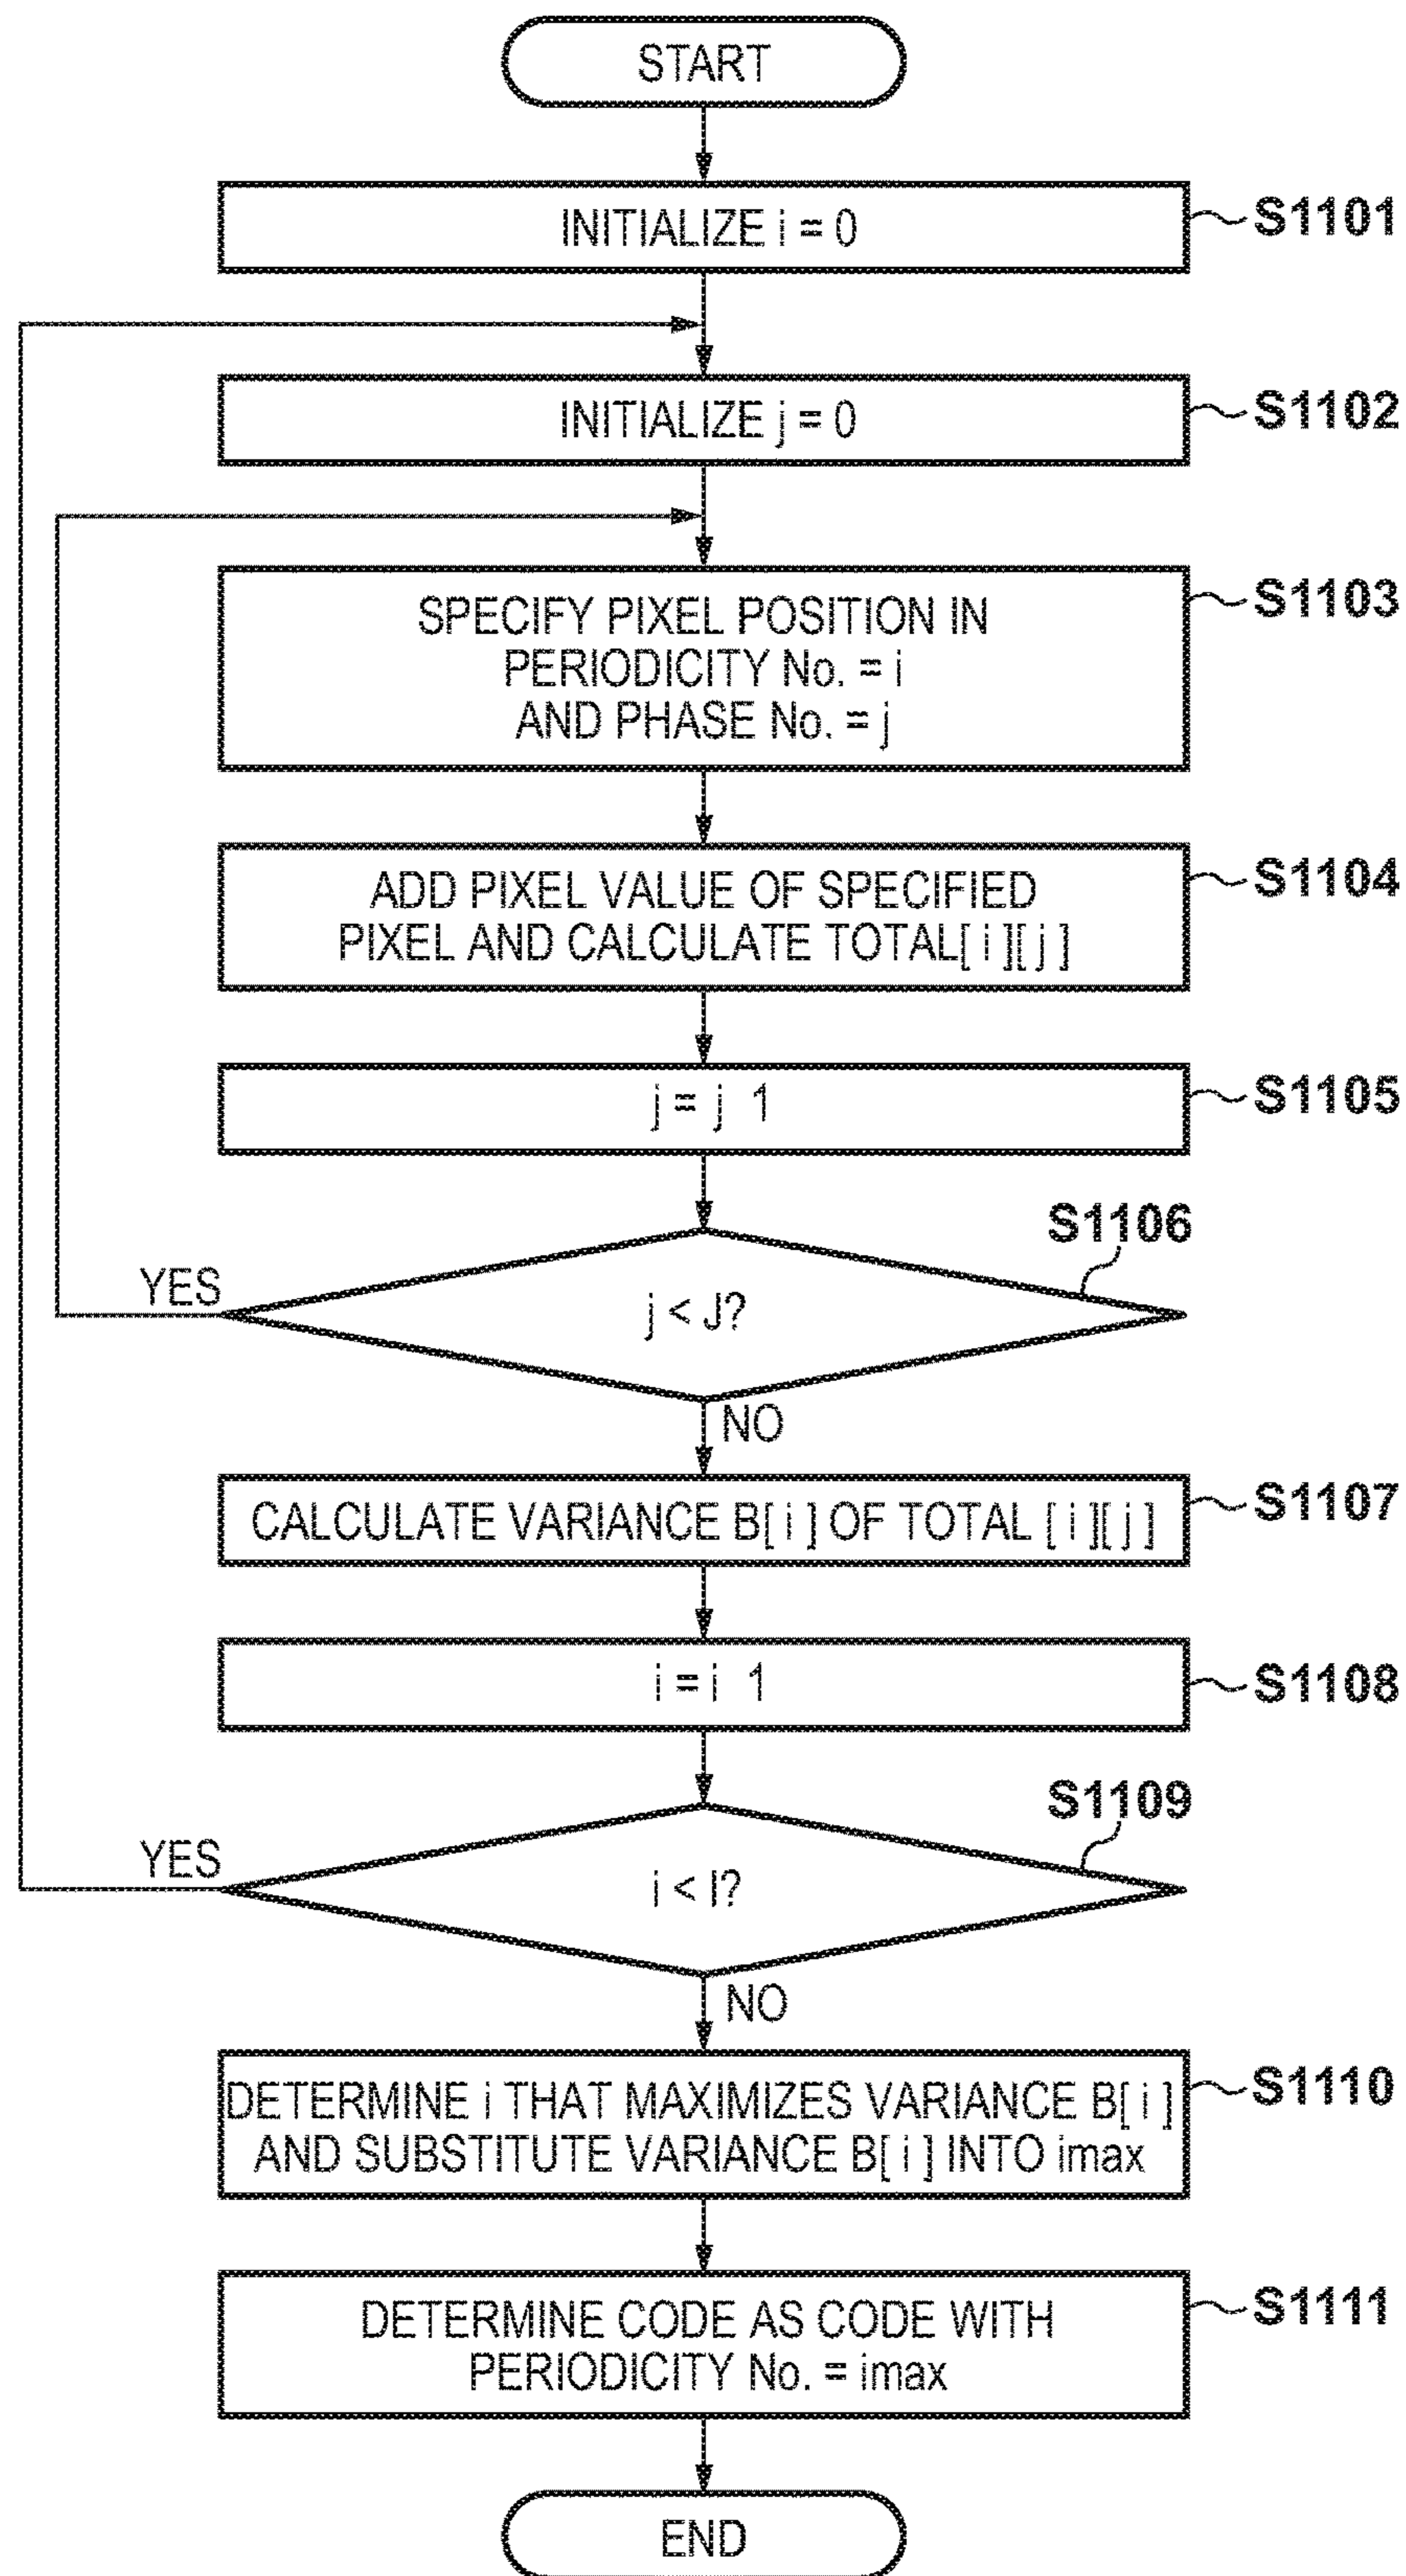 START
INITIALIZE i = 0
S1101
INITIALIZE j = 0
S1102
SPECIFY PIXEL POSITION IN
PERIODICITY No. = i
AND PHASE No. = j
S1103
ADD PIXEL VALUE OF SPECIFIED
PIXEL AND CALCULATE TOTAL[ i ][ j ]
S1104
j = j 1
S1105
S1106
YES
j < J?
NO
CALCULATE VARIANCE B[ i ] OF TOTAL [ i ][ j ]
S1107
i = i 1
S1108
S1109
YES
i < I?
NO
DETERMINE i THAT MAXIMIZES VARIANCE B[ i ]
AND SUBSTITUTE VARIANCE B[ i ] INTO imax
S1110
DETERMINE CODE AS CODE WITH
PERIODICITY No. = imax
S1111
END